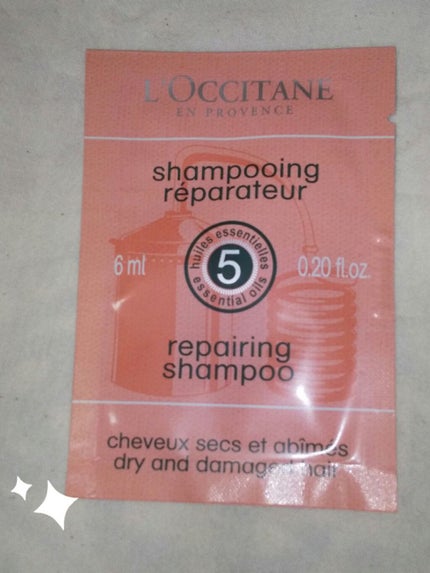 L'OCCITANE
EN PROVENCE
shampooing
réparateur
huiles essentielles
6 ml
5
0.20 fl.oz.
essential oils
repairing
shampoo
cheveux secs et abîmés
dry and damaged hair